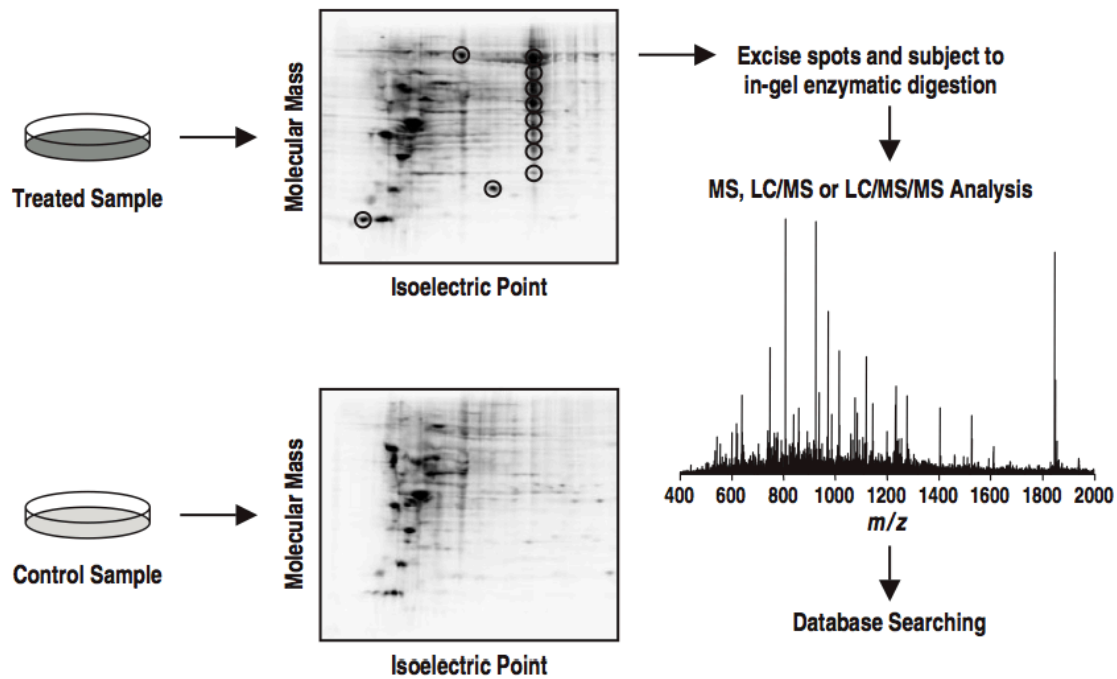 Treated Sample
Molecular Mass
Isoelectric Point
Excise spots and subject to
in-gel enzymatic digestion
MS, LC/MS or LC/MS/MS Analysis
400 600 800 1000 1200 1400 1600 1800 2000
m/z
Database Searching
Control Sample
Molecular Mass
Isoelectric Point